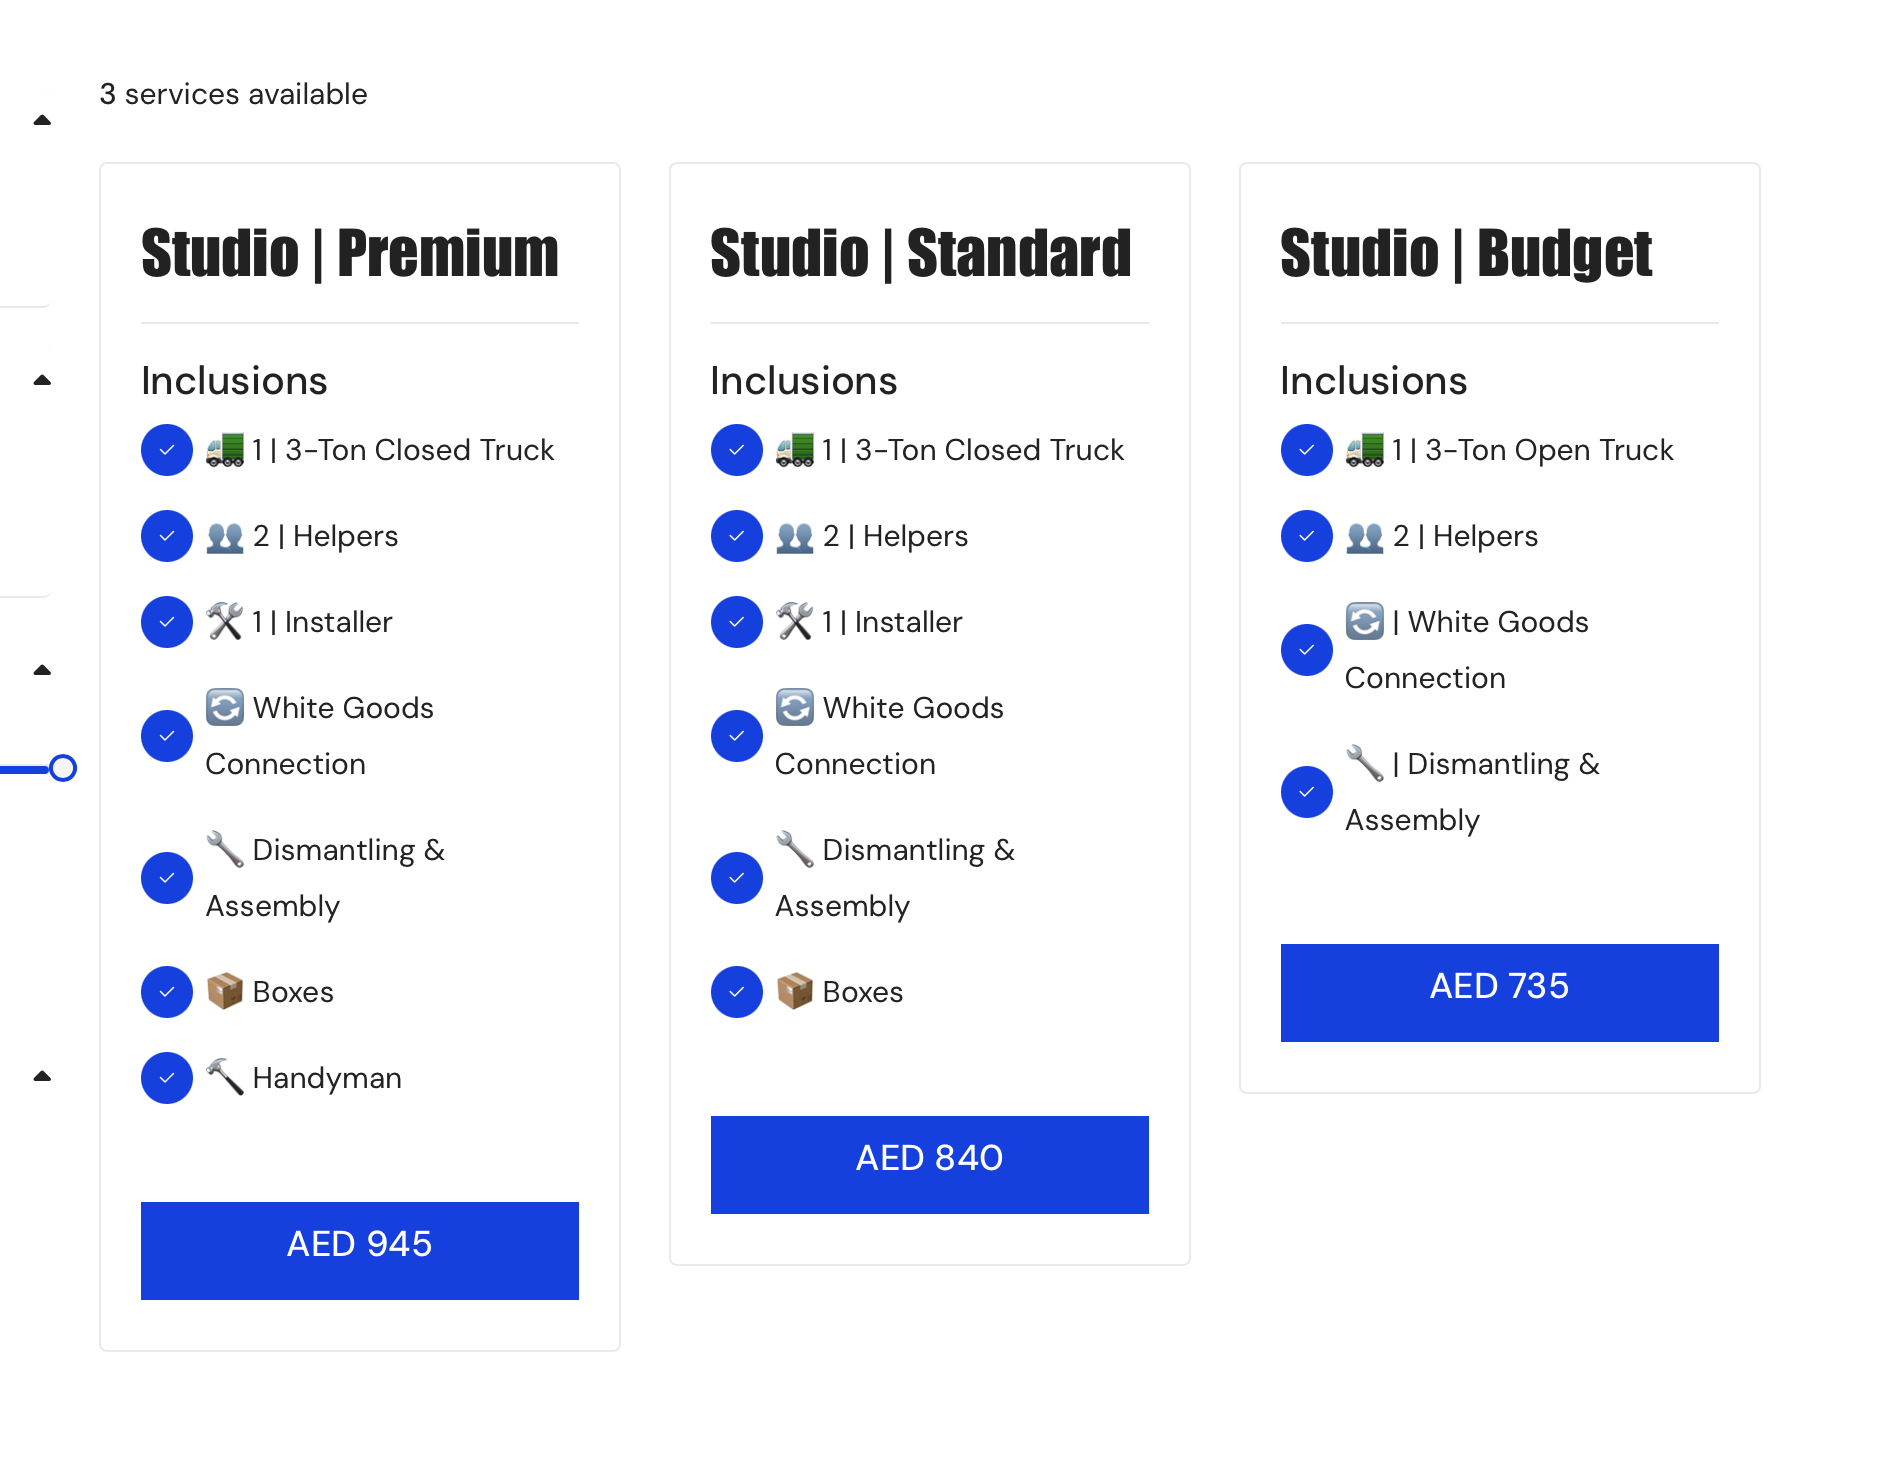 3 services available
Studio | Premium
Inclusions
🚛 1 | 3-Ton Closed Truck
👥 2 | Helpers
🛠️ 1 | Installer
🔄 White Goods
Connection
🔧 Dismantling &
Assembly
📦 Boxes
🔨 Handyman
AED 945
Studio | Standard
Inclusions
🚛 1 | 3-Ton Closed Truck
👥 2 | Helpers
🛠️ 1 | Installer
🔄 White Goods
Connection
🔧 Dismantling &
Assembly
📦 Boxes
AED 840
Studio | Budget
Inclusions
🚛 1 | 3-Ton Open Truck
👥 2 | Helpers
🔄 | White Goods
Connection
🔧 | Dismantling &
Assembly
AED 735